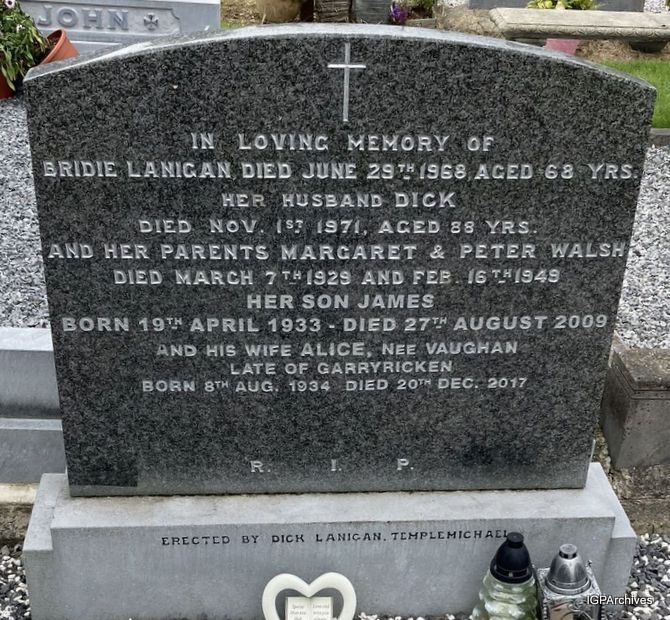 JOHN
IN LOVING MEMORY OF
BRIDIE LANIGAN DIED JUNE 29TH 1968 AGED 68 YRS.
HER HUSBAND DICK
DIED NOV. 1ST 1971, AGED 88 YRS.
AND HER PARENTS MARGARET & PETER WALSH
DIED MARCH 7TH 1929 AND FEB. 16TH 1949
HER SON JAMES
BORN 19TH APRIL 1933 - DIED 27TH AUGUST 2009
AND HIS WIFE ALICE, NEE VAUGHAN
LATE OF GARRYRICKEN
BORN 8TH AUG. 1934 DIED 20TH DEC. 2017
R. I. P.
ERECTED BY DICK LANIGAN, TEMPLEMICHAEL
IGPArchives